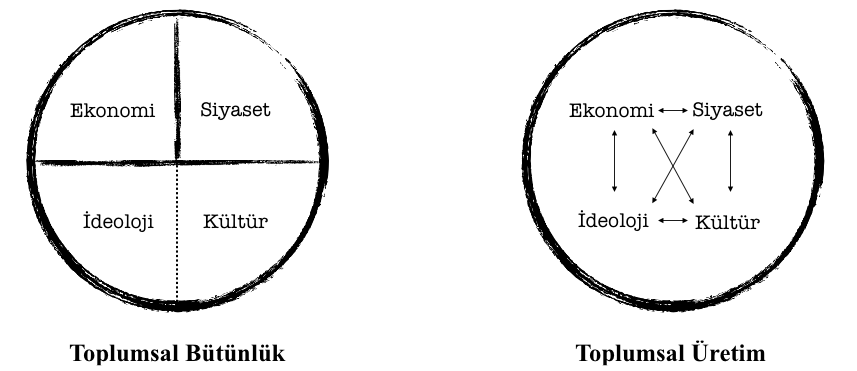 Ekonomi Siyaset
İdeoloji Kültür
Toplumsal Bütünlük
Ekonomi Siyaset
İdeoloji Kültür
Toplumsal Üretim